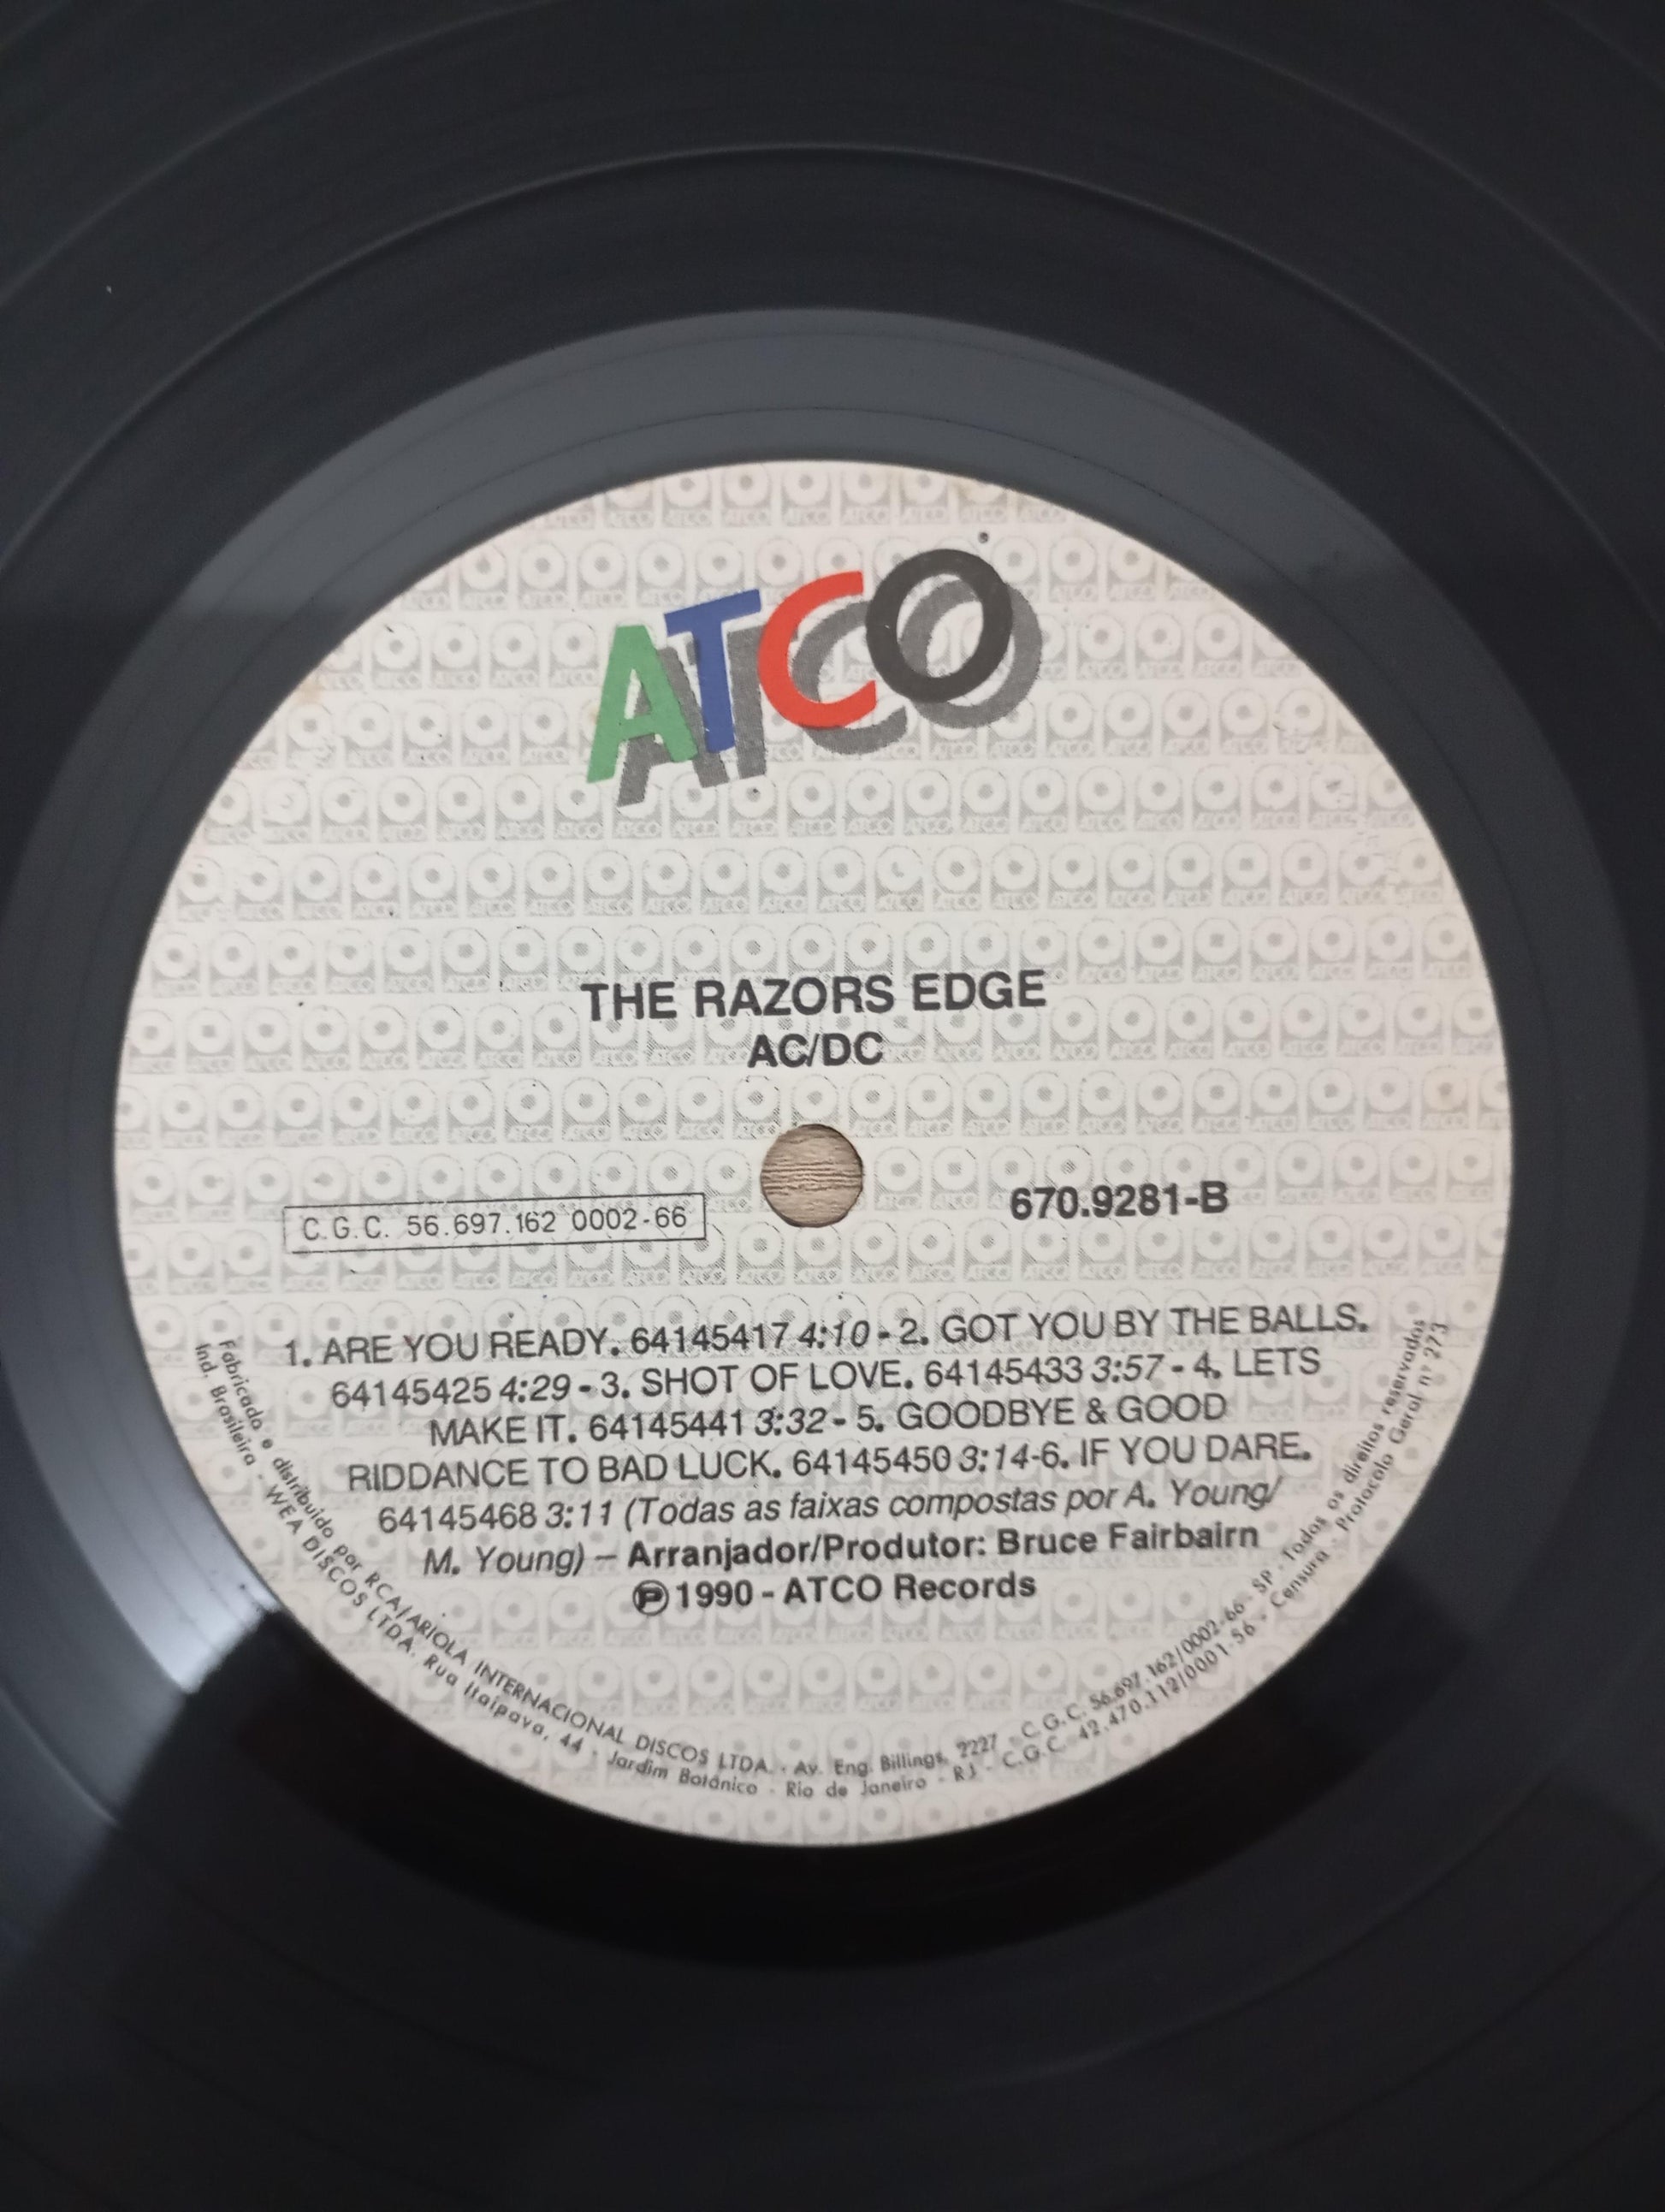 ATCO
THE RAZORS EDGE
AC/DC
C.G.C. 56.697.162 0002-66
670.9281-B
1. ARE YOU READY. 64145417 4:10 - 2. GOT YOU BY THE BALLS.
64145425 4:29 - 3. SHOT OF LOVE. 64145433 3:57 - 4. LETS
MAKE IT. 64145441 3:32 - 5. GOODBYE & GOOD
RIDDANCE TO BAD LUCK. 64145450 3:14-6. IF YOU DARE.
64145468 3:11 (Todas as faixas compostas por A. Young/
M. Young) – Arranjador/Produtor: Bruce Fairbairn
℗ 1990 - ATCO Records
Fabricado e distribuído por RCA/ARIOLA INTERNACIONAL DISCOS LTDA. - Av. Eng. Billings, 2227 - C.G.C. 56.697.162/0002-66 - SP - Todos os direitos reservados
Ind. Brasileira - WEA DISCOS LTDA. Rua Itaipava, 44 - Jardim Botânico - Rio de Janeiro - RJ - C.G.C. 42.470.112/0001-56 - Censura - Protocolo Geral nº 273